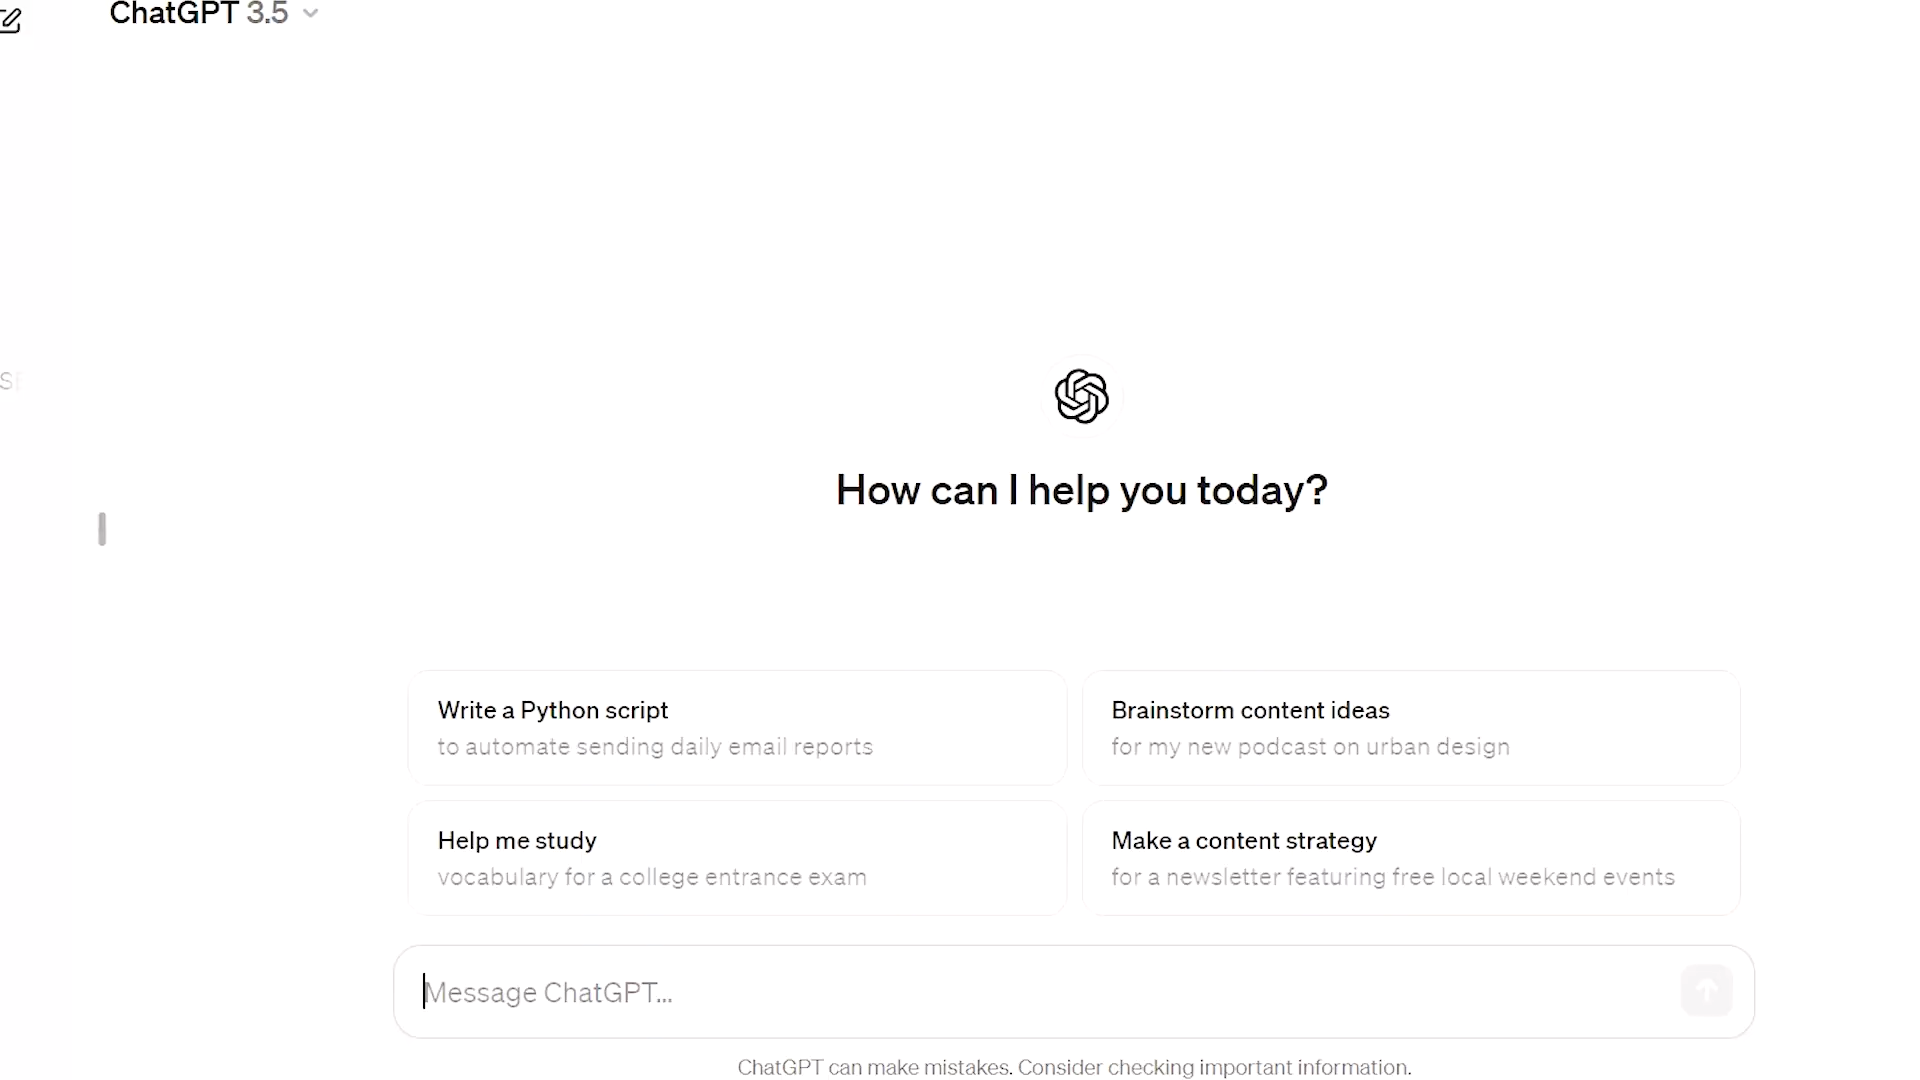 ChatGPT 3.5
How can I help you today?
Write a Python script
to automate sending daily email reports
Brainstorm content ideas
for my new podcast on urban design
Help me study
vocabulary for a college entrance exam
Make a content strategy
for a newsletter featuring free local weekend events
Message ChatGPT...
ChatGPT can make mistakes. Consider checking important information.